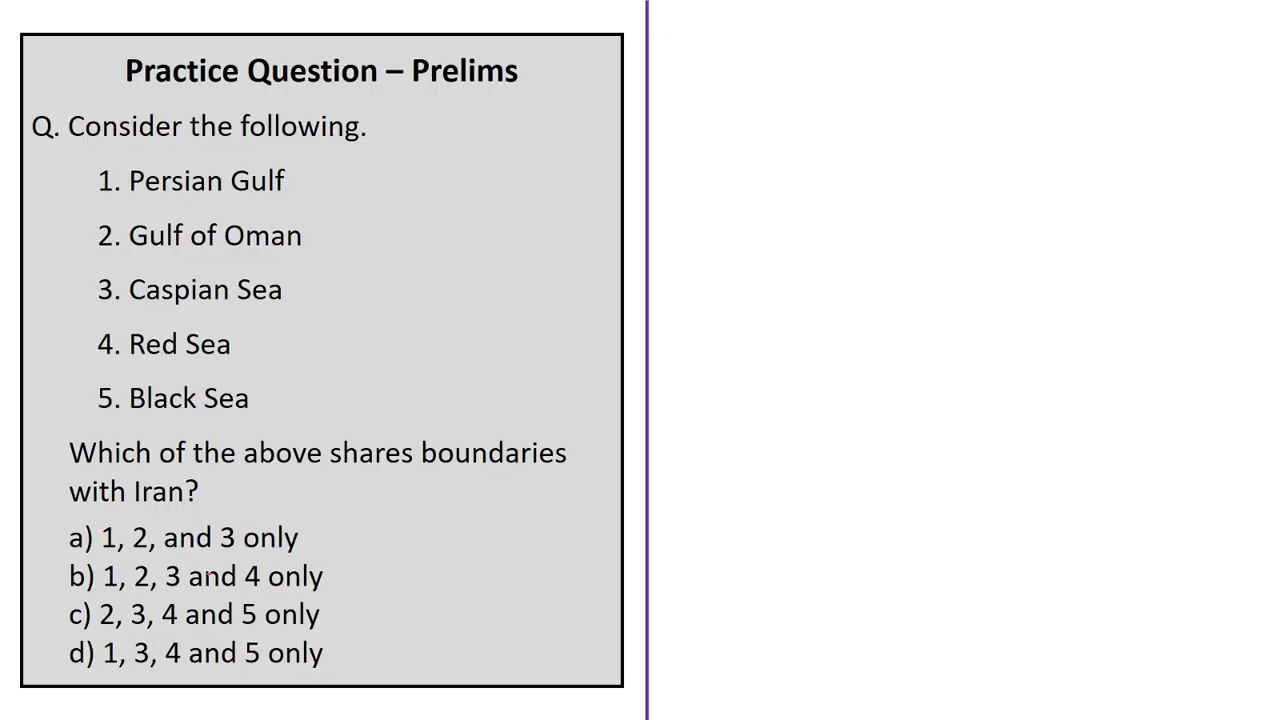 Practice Question – Prelims
Q. Consider the following.
1. Persian Gulf
2. Gulf of Oman
3. Caspian Sea
4. Red Sea
5. Black Sea
Which of the above shares boundaries
with Iran?
a) 1, 2, and 3 only
b) 1, 2, 3 and 4 only
c) 2, 3, 4 and 5 only
d) 1, 3, 4 and 5 only